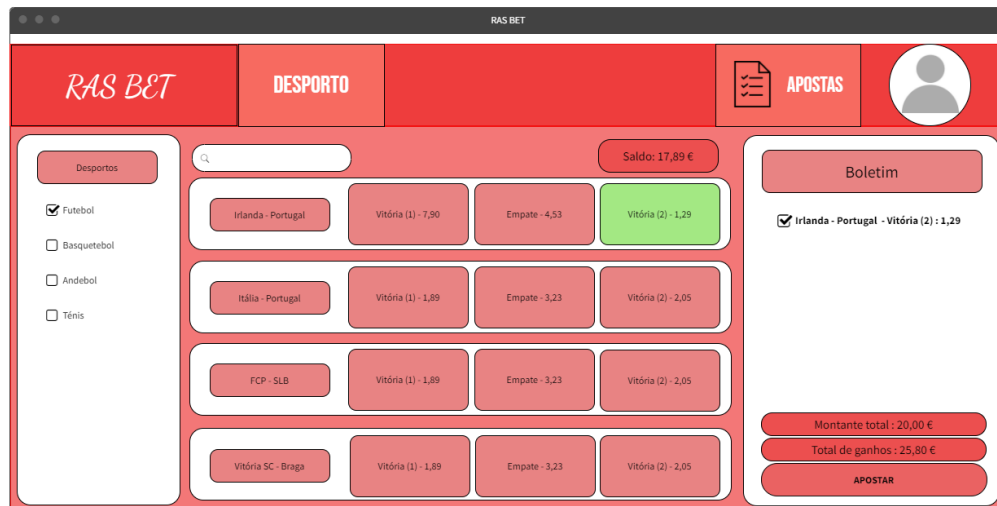 RAS BET
RAS BET
DESPORTO
APOSTAS
Desportos
Futebol
Basquetebol
Andebol
Ténis
Saldo: 17,89 €
Irlanda - Portugal
Vitória (1) - 7,90
Empate - 4,53
Vitória (2) - 1,29
Itália - Portugal
Vitória (1) - 1,89
Empate - 3,23
Vitória (2) - 2,05
FCP - SLB
Vitória (1) - 1,89
Empate - 3,23
Vitória (2) - 2,05
Vitória SC - Braga
Vitória (1) - 1,89
Empate - 3,23
Vitória (2) - 2,05
Boletim
Irlanda - Portugal - Vitória (2) : 1,29
Montante total : 20,00 €
Total de ganhos : 25,80 €
APOSTAR